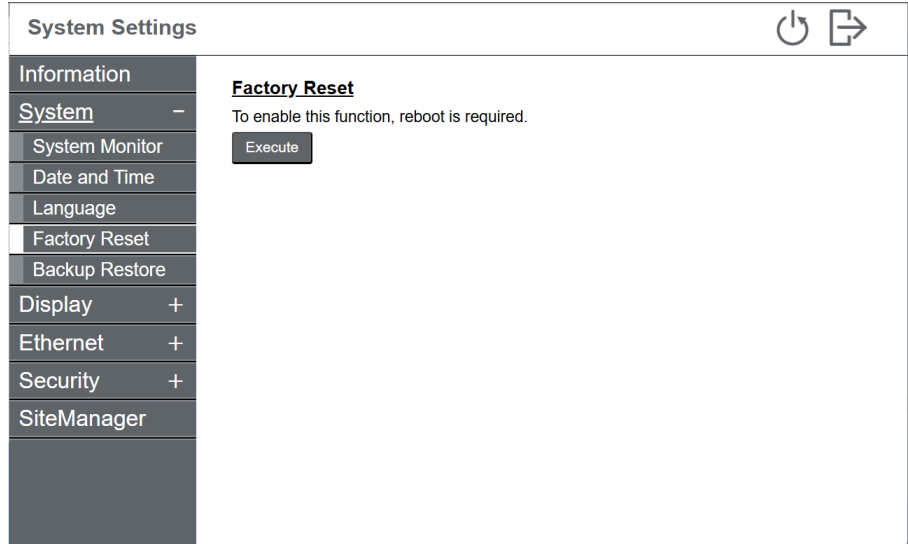 System Settings
Information
System −
System Monitor
Date and Time
Language
Factory Reset
Backup Restore
Display +
Ethernet +
Security +
SiteManager
Factory Reset
To enable this function, reboot is required.
Execute